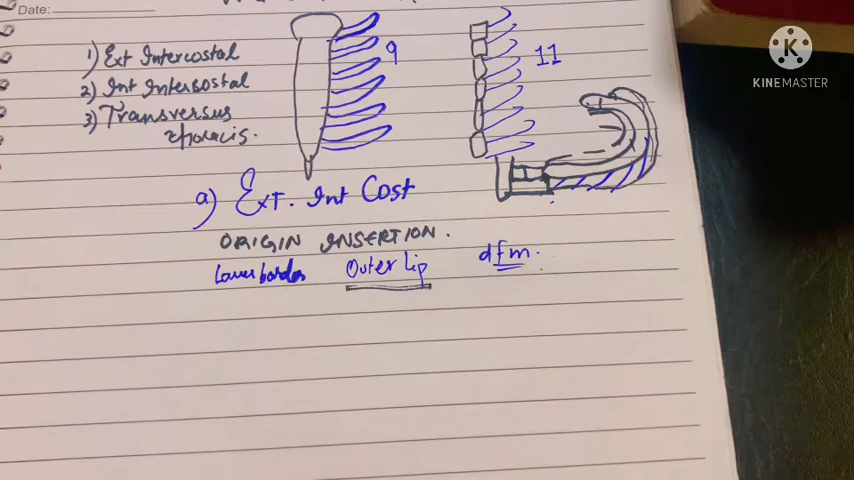 Date:
1) Ext Intercostal
2) Int Intersostal
3) Transversus
thoracis.
9
11
K
KINEMASTER
a) Ext. Int Cost
ORIGIN INSERTION.
Lower border Outer Lip dfm.